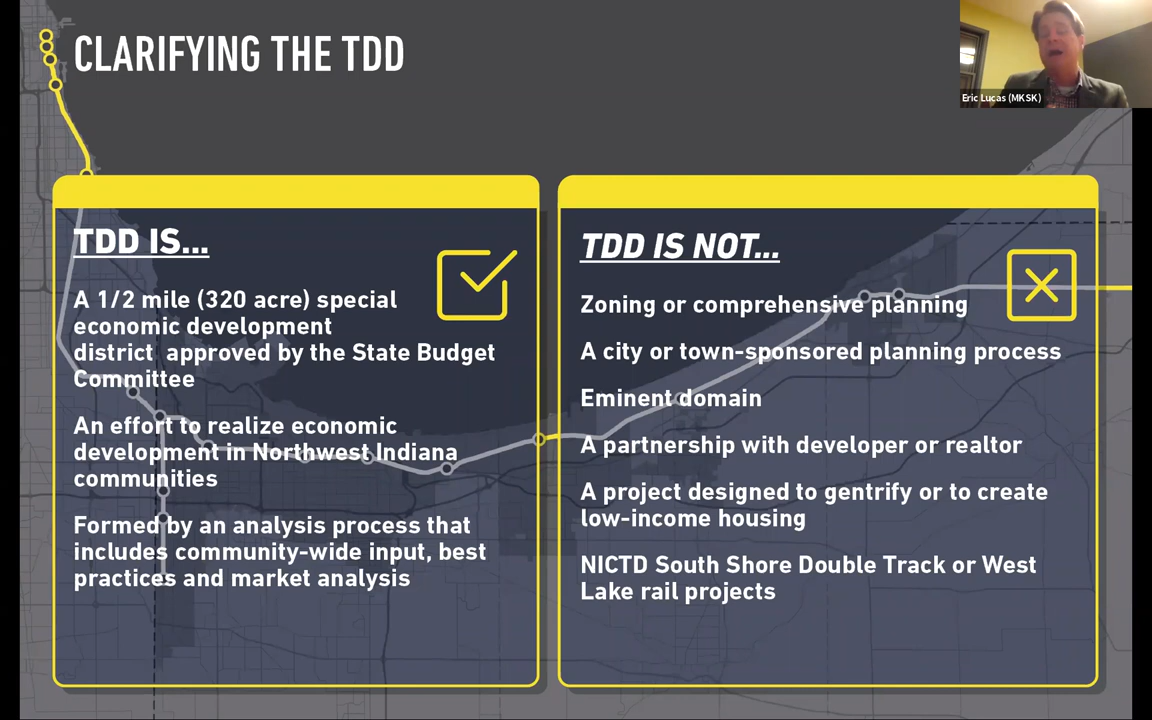 CLARIFYING THE TDD
Eric Lucas (MKSK)
TDD IS...
A 1/2 mile (320 acre) special
economic development
district approved by the State Budget
Committee
An effort to realize economic
development in Northwest Indiana
communities
Formed by an analysis process that
includes community-wide input, best
practices and market analysis
TDD IS NOT...
Zoning or comprehensive planning
A city or town-sponsored planning process
Eminent domain
A partnership with developer or realtor
A project designed to gentrify or to create
low-income housing
NICTD South Shore Double Track or West
Lake rail projects